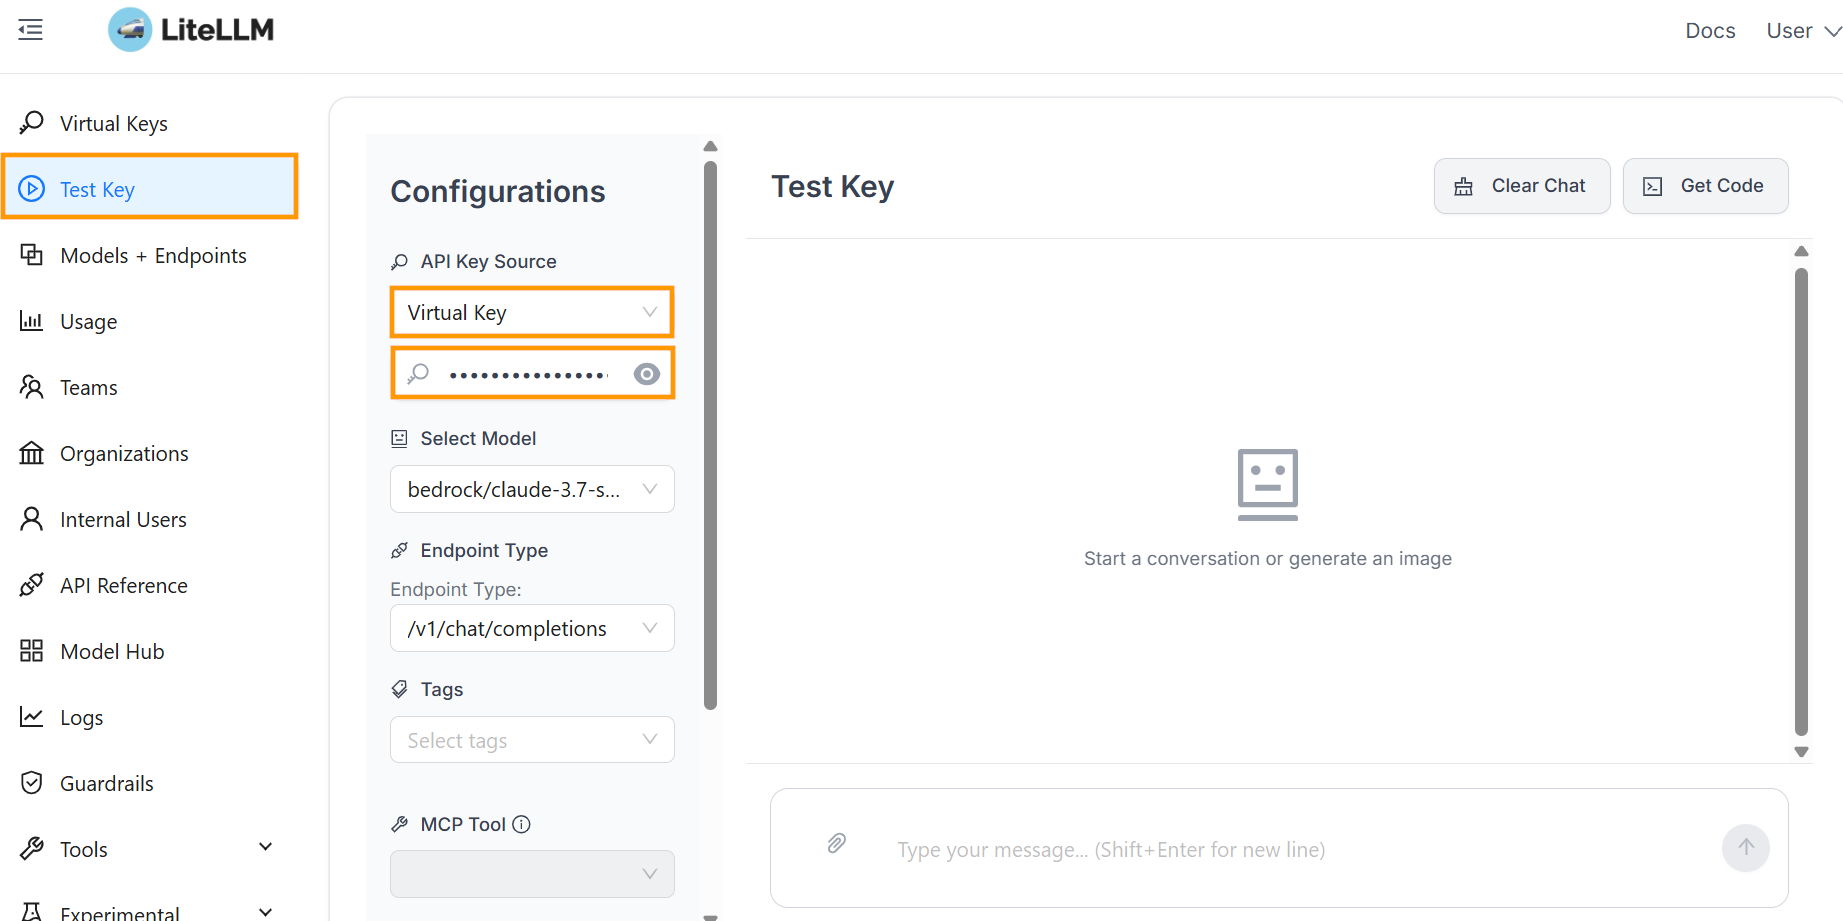 LiteLLM
Docs
User
Virtual Keys
Test Key
Models + Endpoints
Usage
Teams
Organizations
Internal Users
API Reference
Model Hub
Logs
Guardrails
Tools
Experimental
Configurations
API Key Source
Virtual Key
Select Model
bedrock/claude-3.7-s...
Endpoint Type
Endpoint Type:
/v1/chat/completions
Tags
Select tags
MCP Tool
Test Key
Clear Chat
Get Code
Start a conversation or generate an image
Type your message... (Shift+Enter for new line)